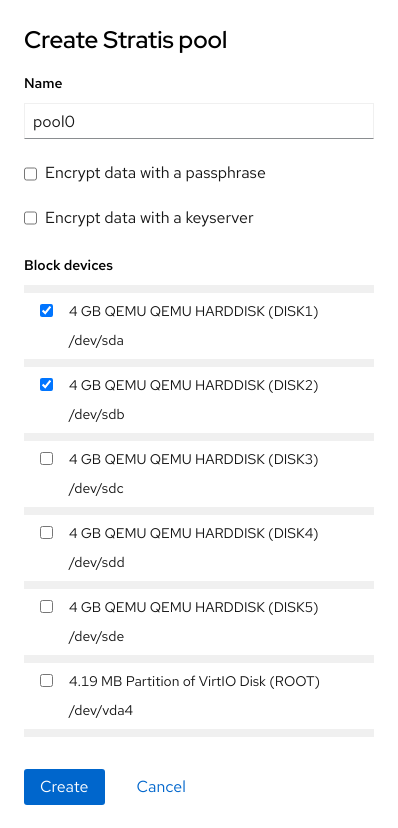 Create Stratis pool
Name
pool0
Encrypt data with a passphrase
Encrypt data with a keyserver
Block devices
4 GB QEMU QEMU HARDDISK (DISK1)
/dev/sda
4 GB QEMU QEMU HARDDISK (DISK2)
/dev/sdb
4 GB QEMU QEMU HARDDISK (DISK3)
/dev/sdc
4 GB QEMU QEMU HARDDISK (DISK4)
/dev/sdd
4 GB QEMU QEMU HARDDISK (DISK5)
/dev/sde
4.19 MB Partition of VirtIO Disk (ROOT)
/dev/vda4
Create Cancel